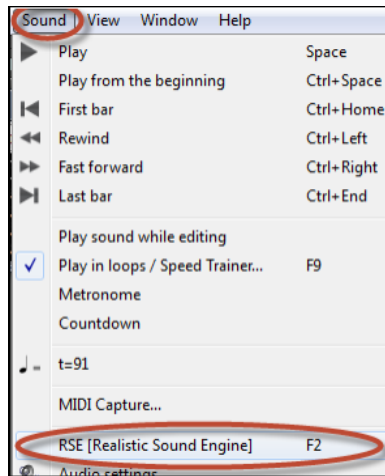 Sound View Window Help
Play Space
Play from the beginning Ctrl+Space
First bar Ctrl+Home
Rewind Ctrl+Left
Fast forward Ctrl+Right
Last bar Ctrl+End
Play sound while editing
Play in loops / Speed Trainer... F9
Metronome
Countdown
t=91
MIDI Capture...
RSE [Realistic Sound Engine] F2
Audio settings